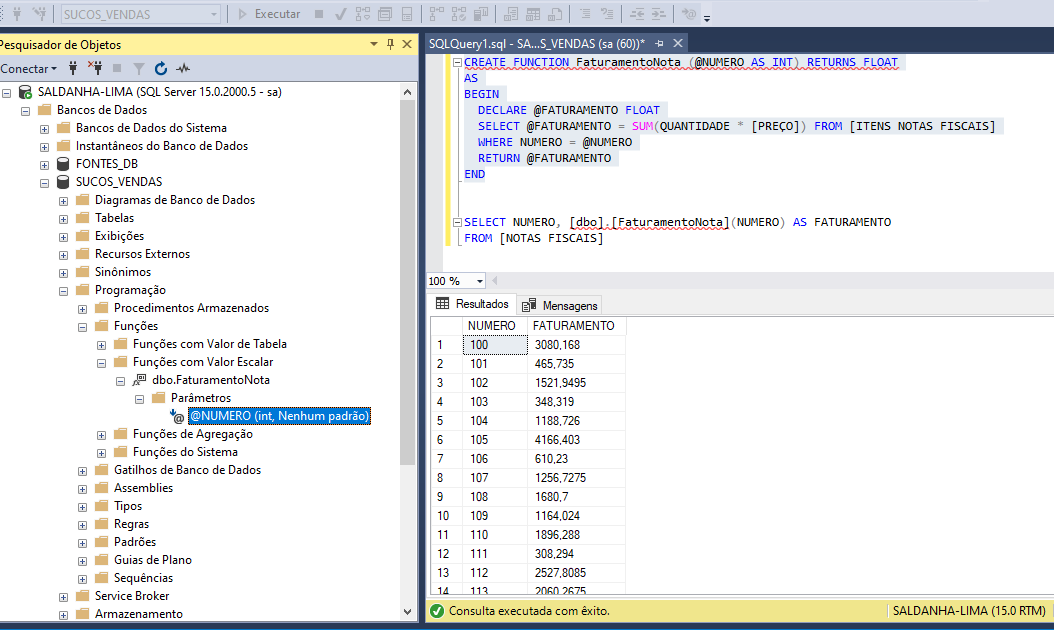 SUCOS_VENDAS
Executar
Pesquisador de Objetos
Conectar
SALDANHA-LIMA (SQL Server 15.0.2000.5 - sa)
Bancos de Dados
Bancos de Dados do Sistema
Instantâneos do Banco de Dados
FONTES_DB
SUCOS_VENDAS
Diagramas de Banco de Dados
Tabelas
Exibições
Recursos Externos
Sinônimos
Programação
Procedimentos Armazenados
Funções
Funções com Valor de Tabela
Funções com Valor Escalar
dbo.FaturamentoNota
Parâmetros
@NUMERO (int, Nenhum padrão)
Funções de Agregação
Funções do Sistema
Gatilhos de Banco de Dados
Assemblies
Tipos
Regras
Padrões
Guias de Plano
Sequências
Service Broker
Armazenamento
SQLQuery1.sql - SA...S_VENDAS (sa (60))*
CREATE FUNCTION FaturamentoNota (@NUMERO AS INT) RETURNS FLOAT
AS
BEGIN
DECLARE @FATURAMENTO FLOAT
SELECT @FATURAMENTO = SUM(QUANTIDADE * [PREÇO]) FROM [ITENS NOTAS FISCAIS]
WHERE NUMERO = @NUMERO
RETURN @FATURAMENTO
END
SELECT NUMERO, [dbo].[FaturamentoNota](NUMERO) AS FATURAMENTO
FROM [NOTAS FISCAIS]
100 %
Resultados Mensagens
NUMERO FATURAMENTO
1 100 3080,168
2 101 465,735
3 102 1521,9495
4 103 348,319
5 104 1188,726
6 105 4166,403
7 106 610,23
8 107 1256,7275
9 108 1680,7
10 109 1164,024
11 110 1896,288
12 111 308,294
13 112 2527,8085
14 113 2060,2675
Consulta executada com êxito.
SALDANHA-LIMA (15.0 RTM)